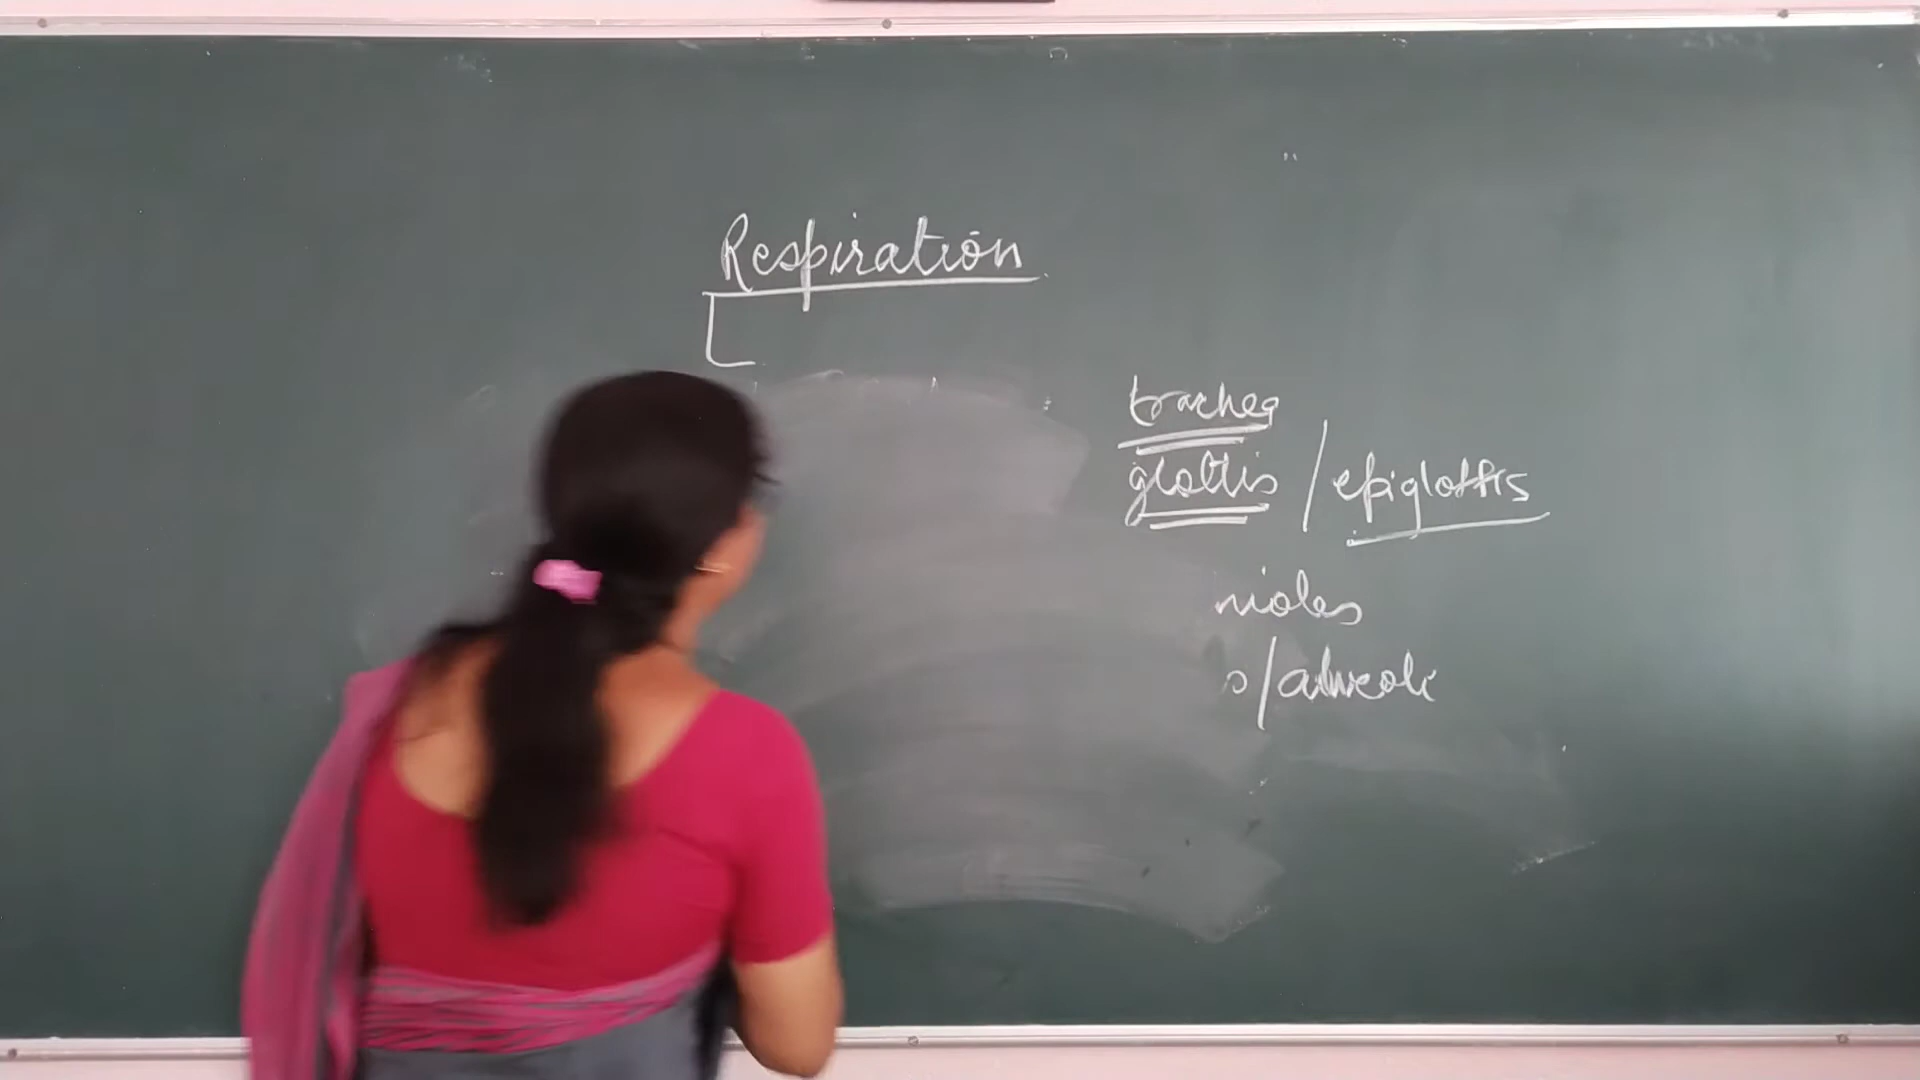 Respiration
trachea
glottis / epiglottis
nioles
s/alveoli